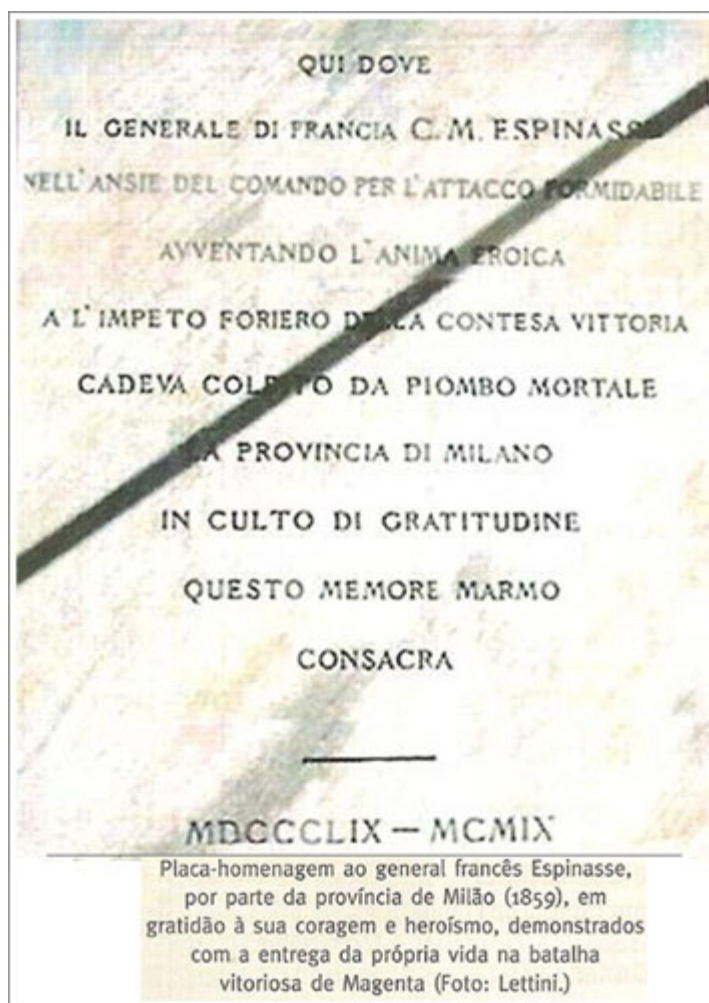 QUI DOVE
IL GENERALE DI FRANCIA C. M. ESPINASSE
NELL'ANSIE DEL COMANDO PER L'ATTACCO FORMIDABILE
AVVENTANDO L'ANIMA EROICA
A L'IMPETO FORIERO DELLA CONTESA VITTORIA
CADEVA COLPITO DA PIOMBO MORTALE
LA PROVINCIA DI MILANO
IN CULTO DI GRATITUDINE
QUESTO MEMORE MARMO
CONSACRA
MDCCCLIX — MCMIX
Placa-homenagem ao general francês Espinasse,
por parte da província de Milão (1859), em
gratidão à sua coragem e heroísmo, demonstrados
com a entrega da própria vida na batalha
vitoriosa de Magenta (Foto: Lettini.)